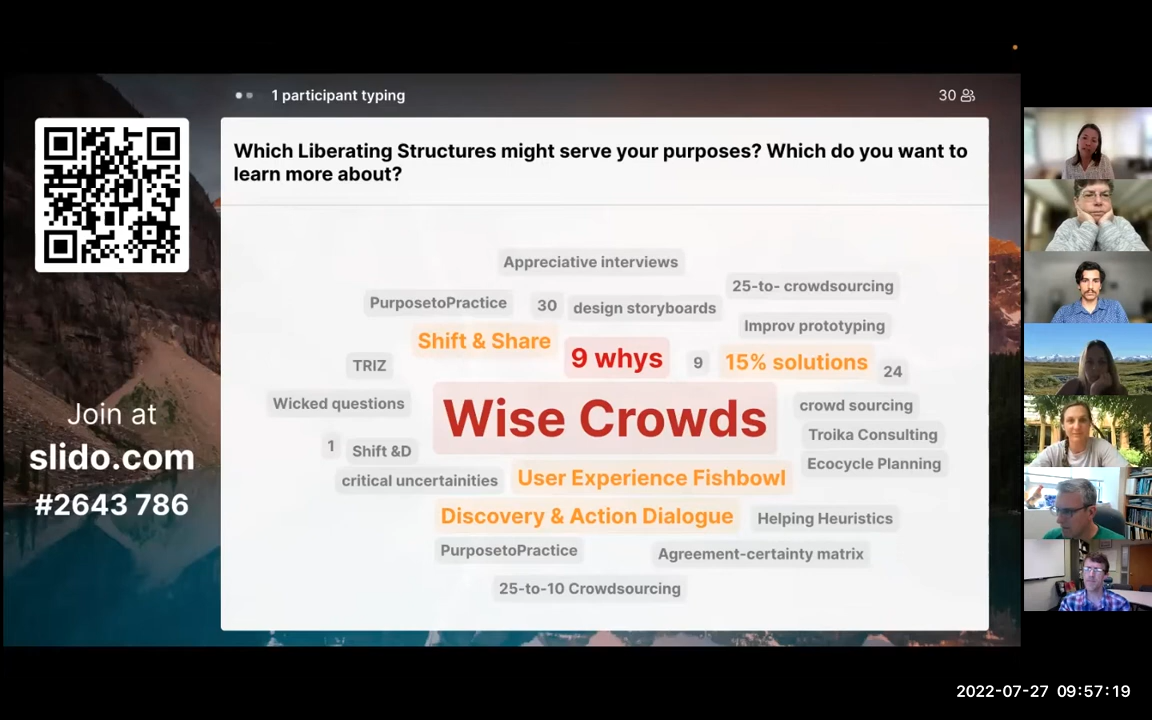 1 participant typing
30
Which Liberating Structures might serve your purposes? Which do you want to
learn more about?
Appreciative interviews
25-to- crowdsourcing
PurposetoPractice
30
design storyboards
Improv prototyping
Shift & Share
9 whys
9
15% solutions
TRIZ
24
Wicked questions
Wise Crowds
crowd sourcing
Troika Consulting
1
Shift &D
Ecocycle Planning
critical uncertainities
User Experience Fishbowl
Discovery & Action Dialogue
Helping Heuristics
PurposetoPractice
Agreement-certainty matrix
25-to-10 Crowdsourcing
Join at
slido.com
#2643 786
2022-07-27 09:57:19